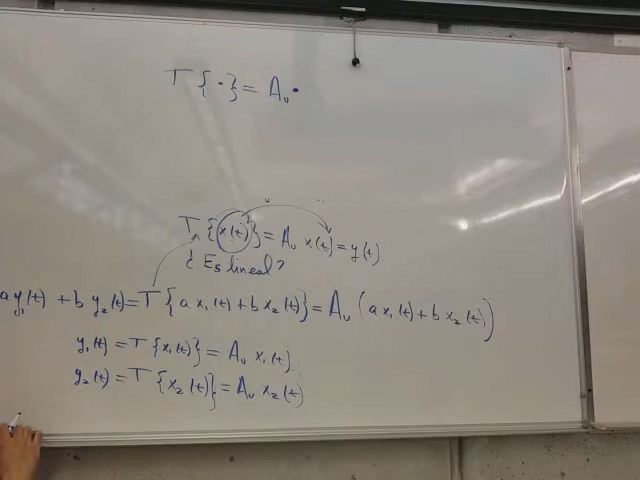 T{·} = Aᵥ·
T{x(t)} = Aᵥ x(t) = y(t)
¿ Es lineal?
a y₁(t) + b y₂(t) = T{a x₁(t) + b x₂(t)} = Aᵥ (a x₁(t) + b x₂(t))
y₁(t) = T{x₁(t)} = Aᵥ x₁(t)
y₂(t) = T{x₂(t)} = Aᵥ x₂(t)